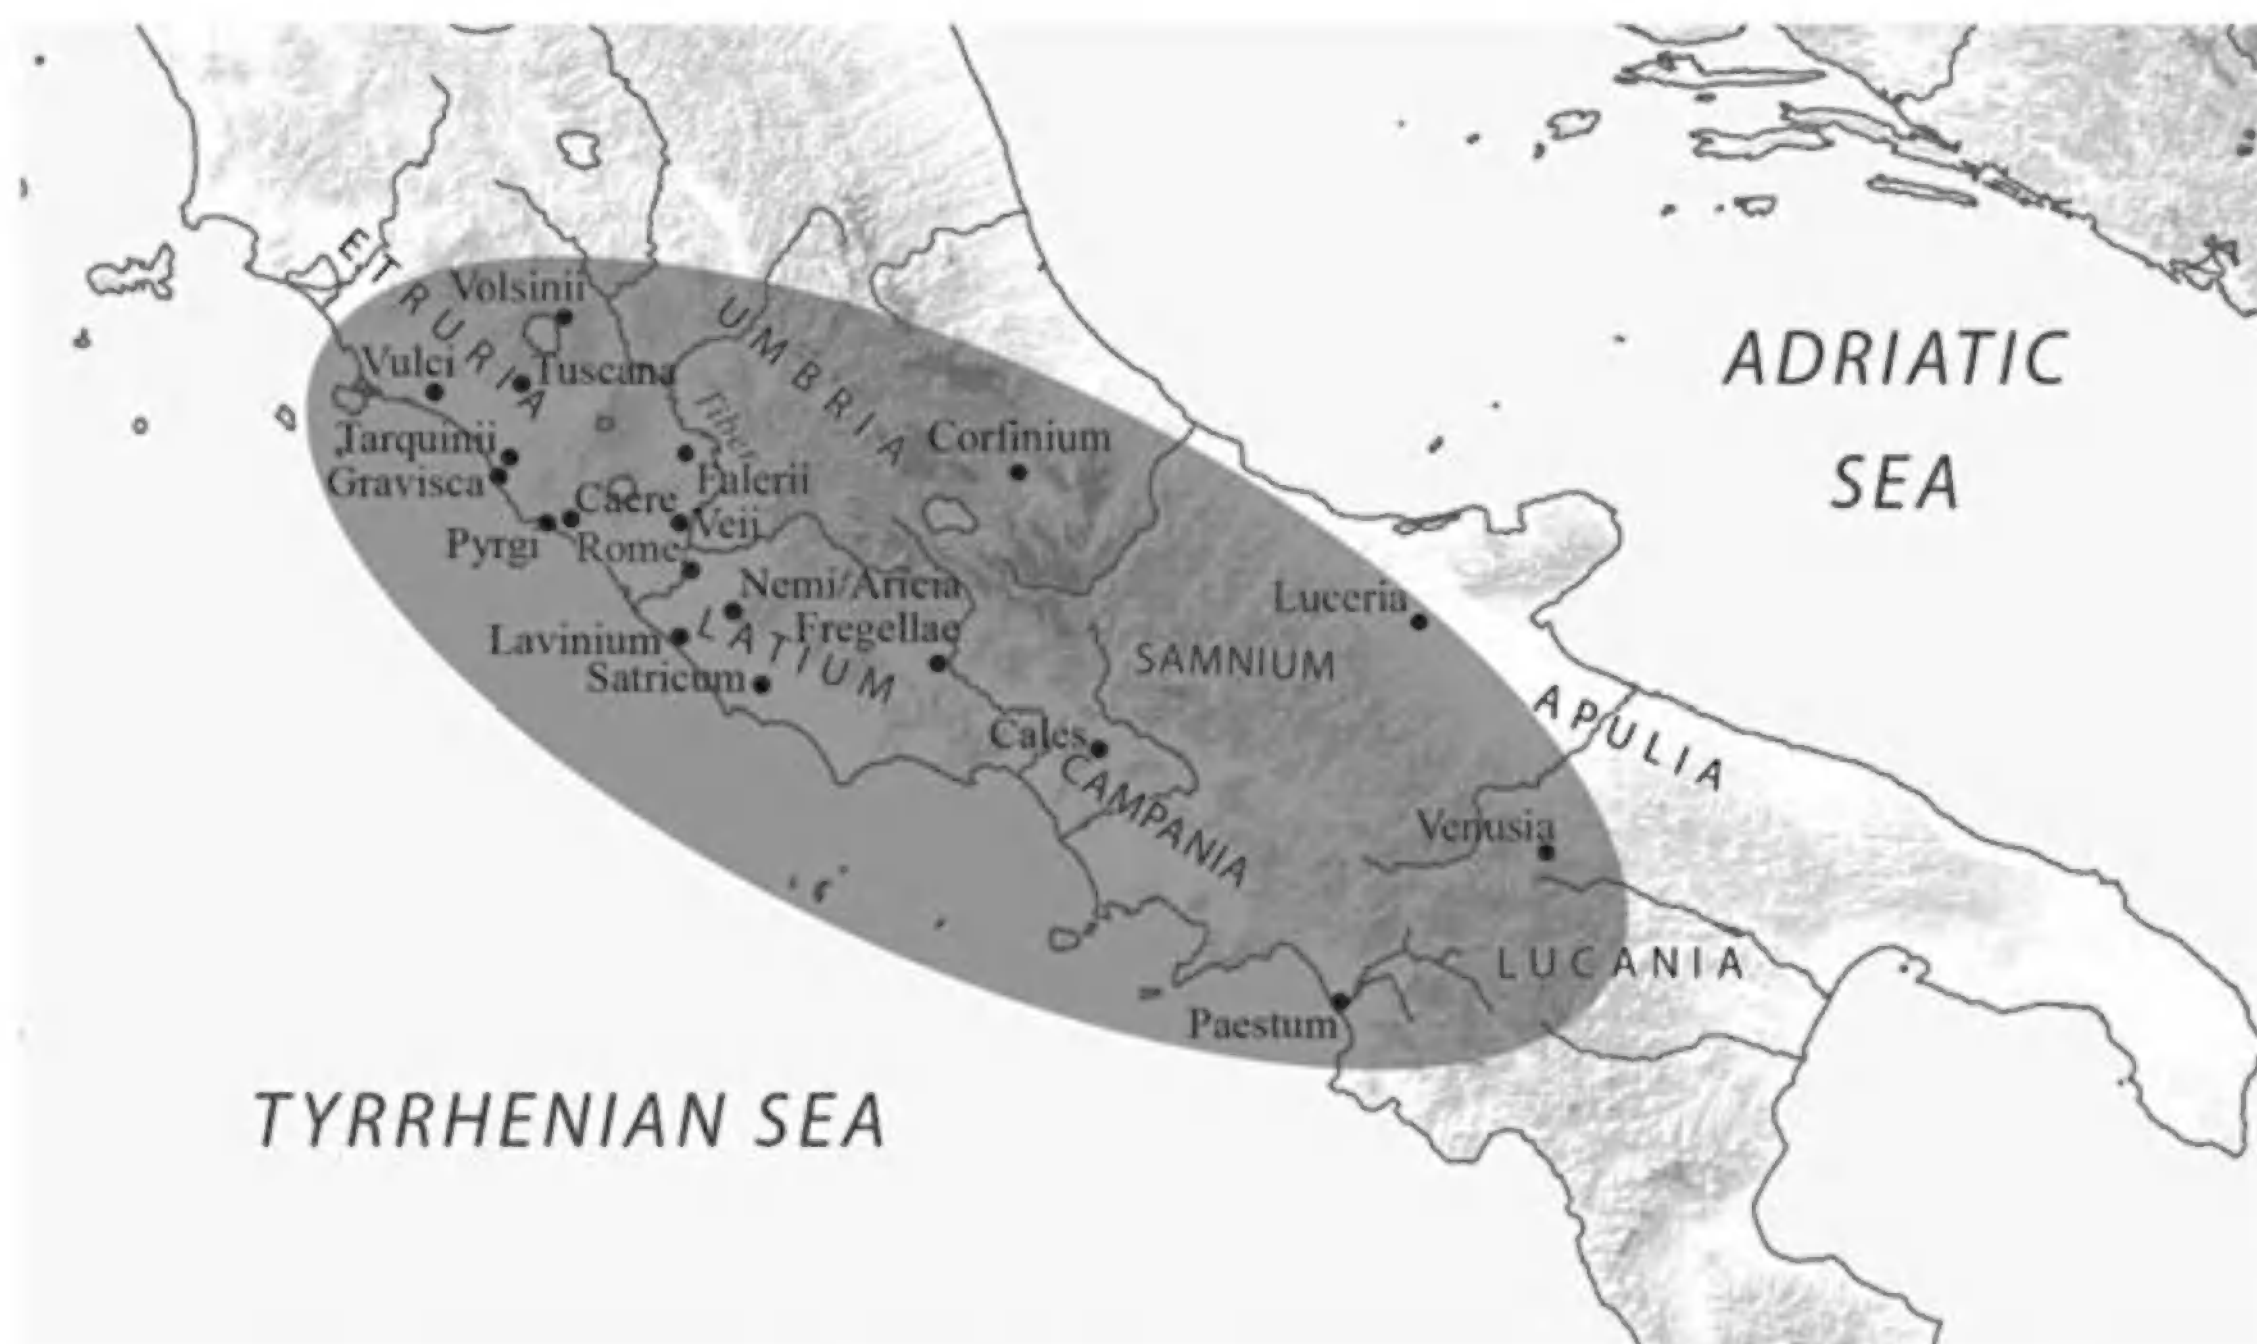 ETRURIA
Volsinii
UMBRIA
Vulci
Tuscana
Tiber
ADRIATIC
SEA
Tarquinii
Corfinium
Gravisca
Falerii
Caere
Veii
Pyrgi
Rome
Nemi/Aricia
Luceria
Lavinium
LATIUM
Fregellae
SAMNIUM
Satricum
APULIA
Cales
CAMPANIA
Venusia
LUCANIA
Paestum
TYRRHENIAN SEA